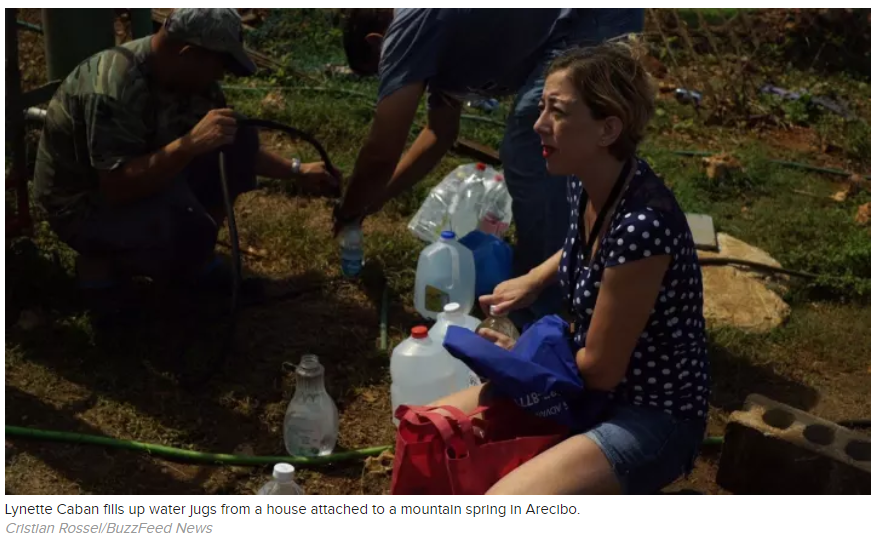 Lynette Caban fills up water jugs from a house attached to a mountain spring in Arecibo.
Cristian Rossel/BuzzFeed News